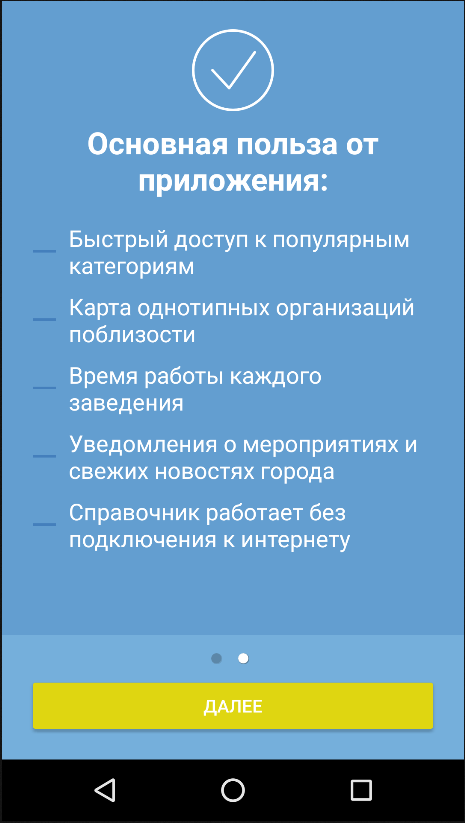 Основная польза от
приложения:
Быстрый доступ к популярным
категориям
Карта однотипных организаций
поблизости
Время работы каждого
заведения
Уведомления о мероприятиях и
свежих новостях города
Справочник работает без
подключения к интернету
ДАЛЕЕ